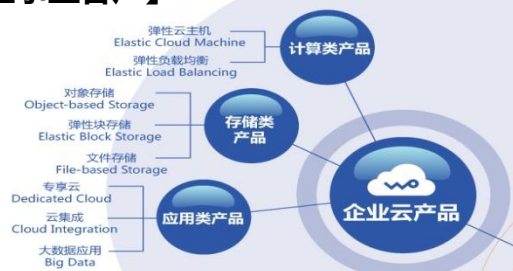 弹性云主机
Elastic Cloud Machine
弹性负载均衡
Elastic Load Balancing
计算类产品
对象存储
Object-based Storage
弹性块存储
Elastic Block Storage
文件存储
File-based Storage
存储类
产品
专享云
Dedicated Cloud
云集成
Cloud Integration
大数据应用
Big Data
应用类产品
wo
企业云产品